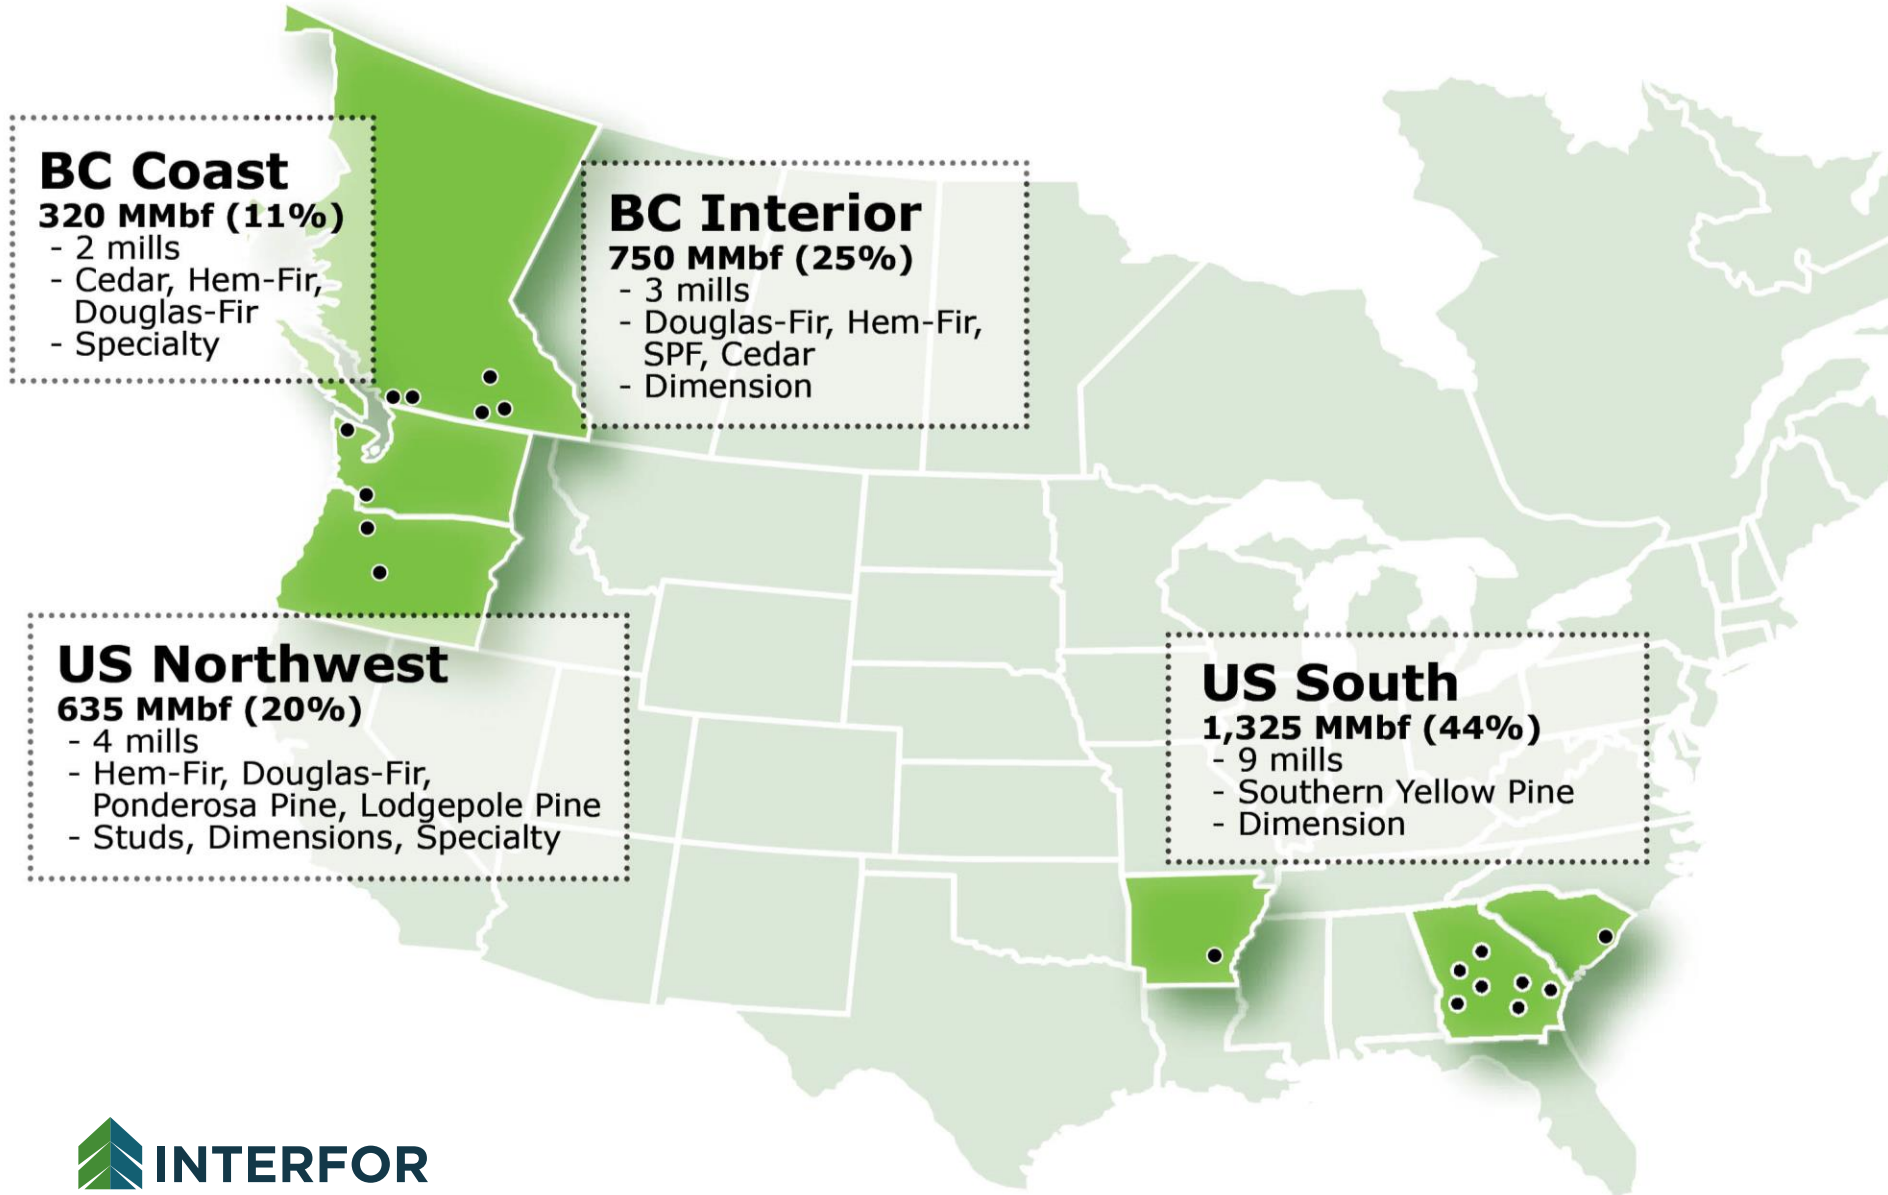 BC Coast
320 MMbf (11%)
- 2 mills
- Cedar, Hem-Fir,
Douglas-Fir
- Specialty
BC Interior
750 MMbf (25%)
- 3 mills
- Douglas-Fir, Hem-Fir,
SPF, Cedar
- Dimension
US Northwest
635 MMbf (20%)
- 4 mills
- Hem-Fir, Douglas-Fir,
Ponderosa Pine, Lodgepole Pine
- Studs, Dimensions, Specialty
US South
1,325 MMbf (44%)
- 9 mills
- Southern Yellow Pine
- Dimension
INTERFOR